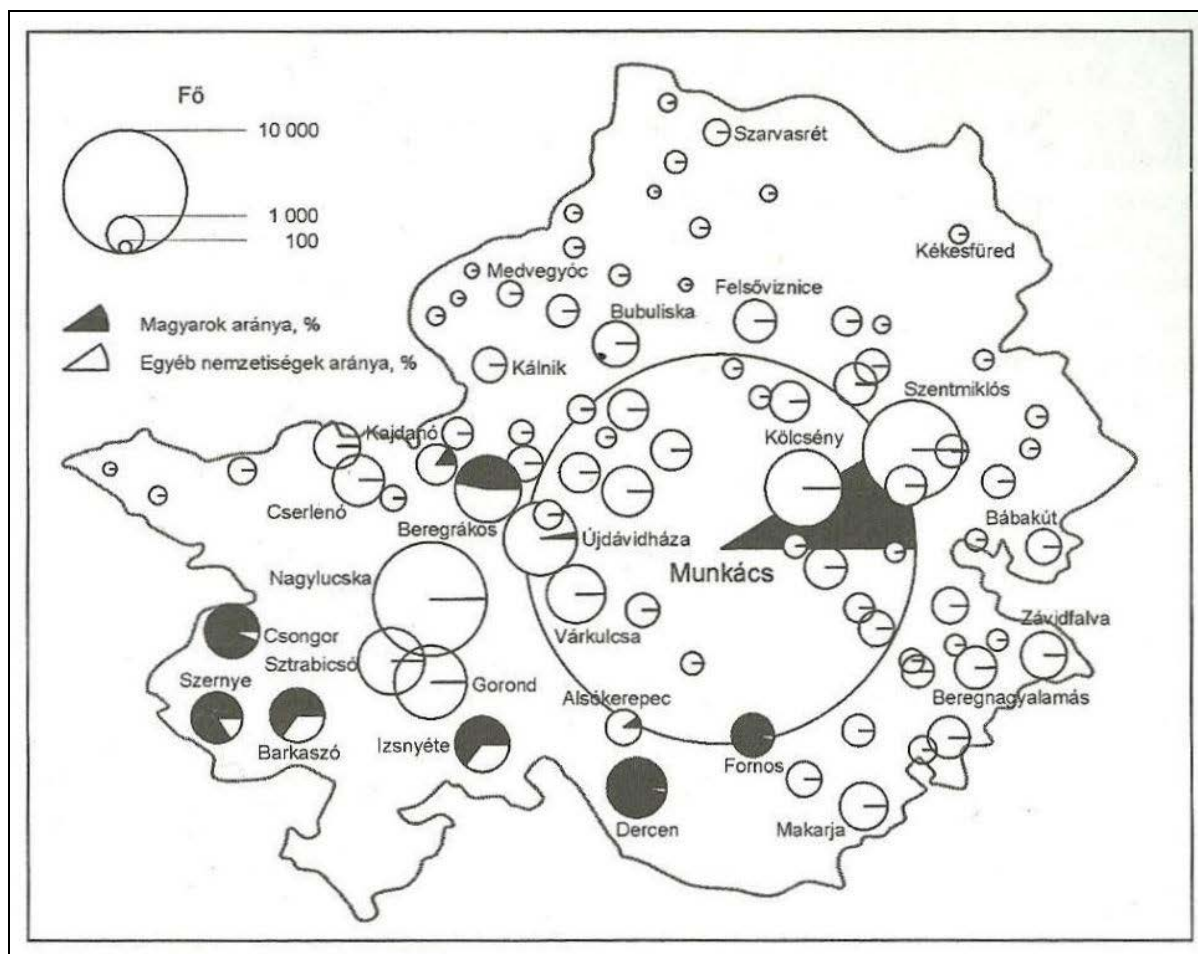 Fő
10 000
1 000
100
Magyarok aránya, %
Egyéb nemzetiségek aránya, %
Szarvasrét
Kékesfüred
Medvegyóc
Felsőviznice
Bubuliska
Kálnik
Szentmiklós
Kajdanó
Kölcsény
Cserlenó
Bábakút
Beregrákos
Újdávidháza
Munkács
Nagylucska
Csongor
Várkulcsa
Závidfalva
Sztrabicsó
Szernye
Gorond
Alsókerepec
Beregnagyalamás
Barkaszó
Izsnyéte
Fornos
Dercen
Makarja